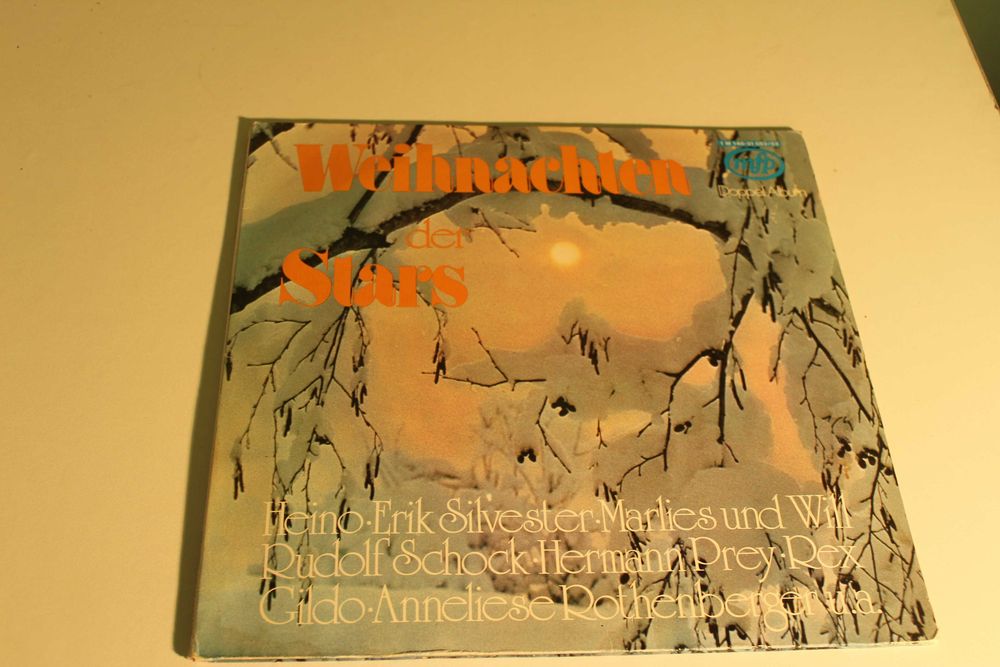 Weihnachten
der
Stars
mfp
Doppel Album
Heino·Erik Silvester·Marlies und Will
Rudolf Schock·Hermann Prey·Rex
Gildo·Anneliese Rothenberger u.a.